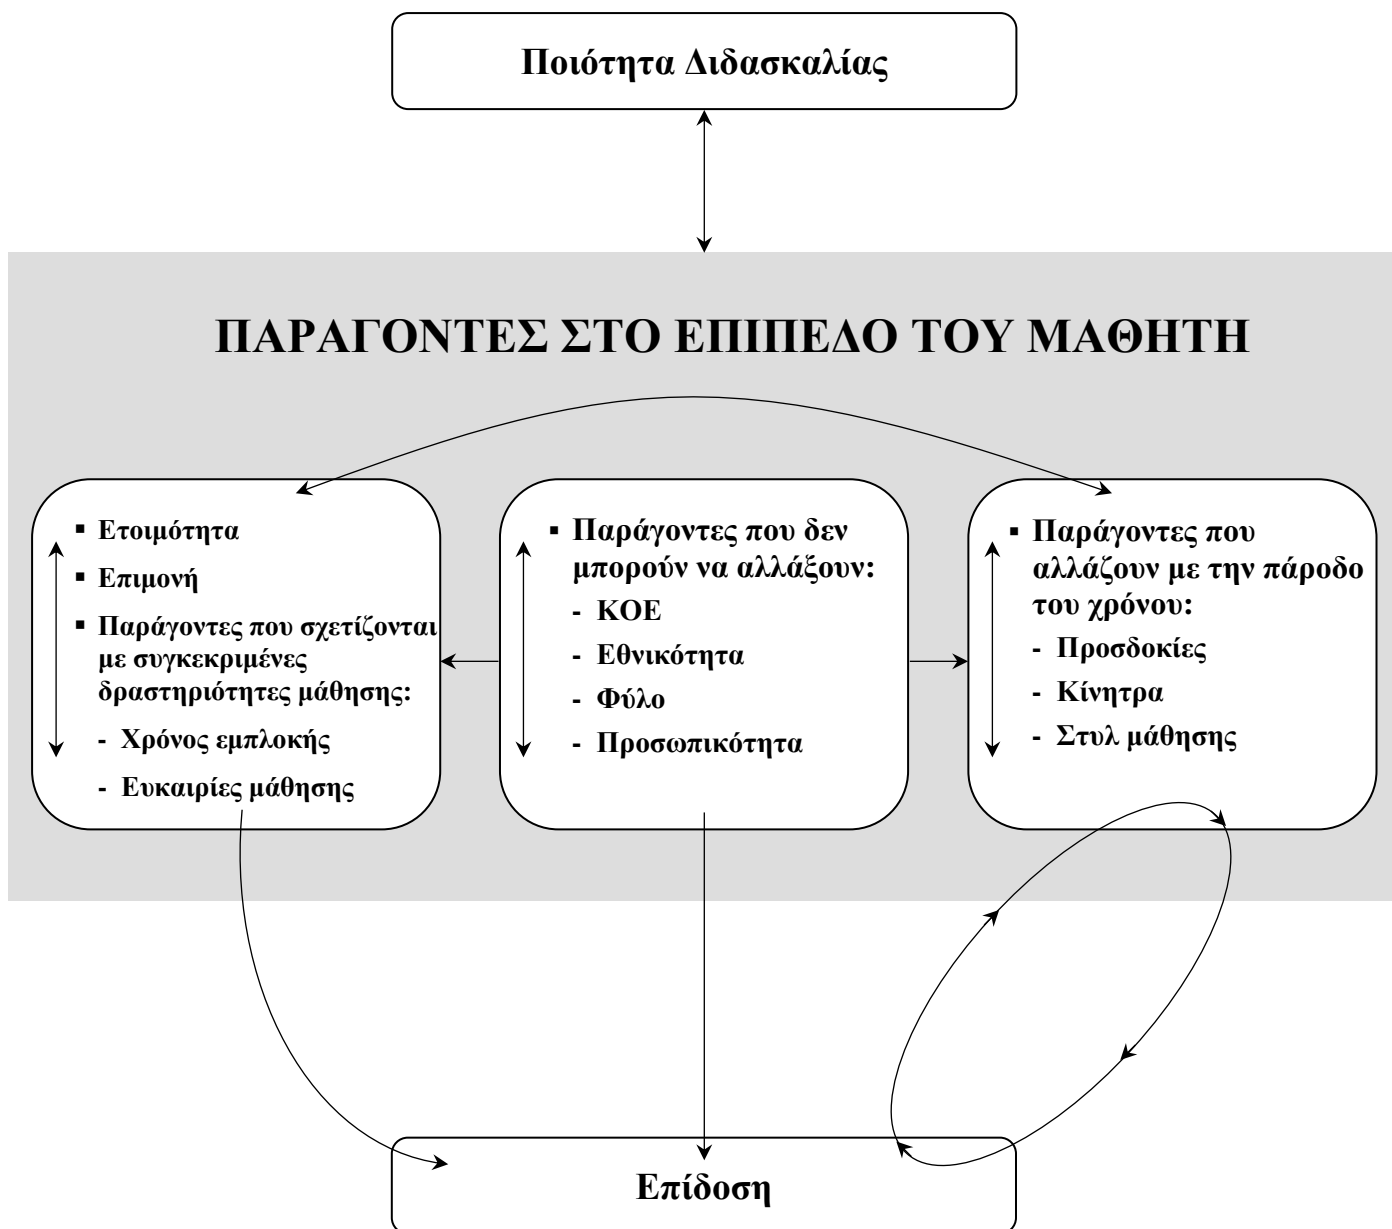 Ποιότητα Διδασκαλίας
ΠΑΡΑΓΟΝΤΕΣ ΣΤΟ ΕΠΙΠΕΔΟ ΤΟΥ ΜΑΘΗΤΗ
▪ Ετοιμότητα
▪ Επιμονή
▪ Παράγοντες που σχετίζονται
με συγκεκριμένες
δραστηριότητες μάθησης:
- Χρόνος εμπλοκής
- Ευκαιρίες μάθησης
▪ Παράγοντες που δεν
μπορούν να αλλάξουν:
- ΚΟΕ
- Εθνικότητα
- Φύλο
- Προσωπικότητα
▪ Παράγοντες που
αλλάζουν με την πάροδο
του χρόνου:
- Προσδοκίες
- Κίνητρα
- Στυλ μάθησης
Επίδοση